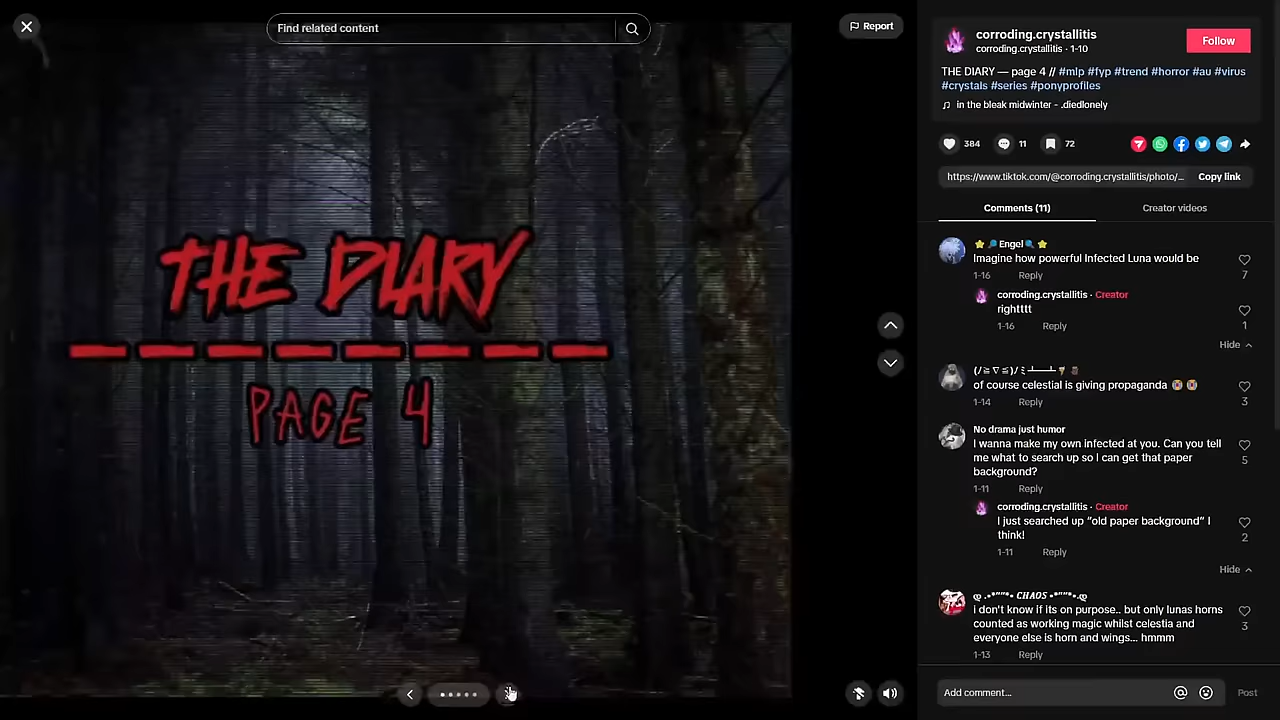 Find related content
Report
THE DIARY
PAGE 4
corroding.crystallitis
corroding.crystallitis · 1-10
Follow
THE DIARY — page 4 // #mlp #fyp #trend #horror #au #virus
#crystals #series #ponyprofiles
in the bleak midwinter - .diedlonely
384
11
72
https://www.tiktok.com/@corroding.crystallitis/photo/...
Copy link
Comments (11)
Creator videos
Engel
Imagine how powerful infected Luna would be
1-16
Reply
7
corroding.crystallitis · Creator
rightttt
1-16
Reply
1
Hide
of course celestial is giving propaganda
1-14
Reply
3
No drama just humor
I wanna make my own infected at you. Can you tell
me what to search up so I can get that paper
background?
1-11
Reply
5
corroding.crystallitis · Creator
I just searched up "old paper background" I
think!
1-11
Reply
2
Hide
CHAOS
i don't know if its on purpose.. but only lunas horns
counted as working magic whilst celestia and
everyone else is horn and wings... hmmm
1-13
Reply
3
Add comment...
Post